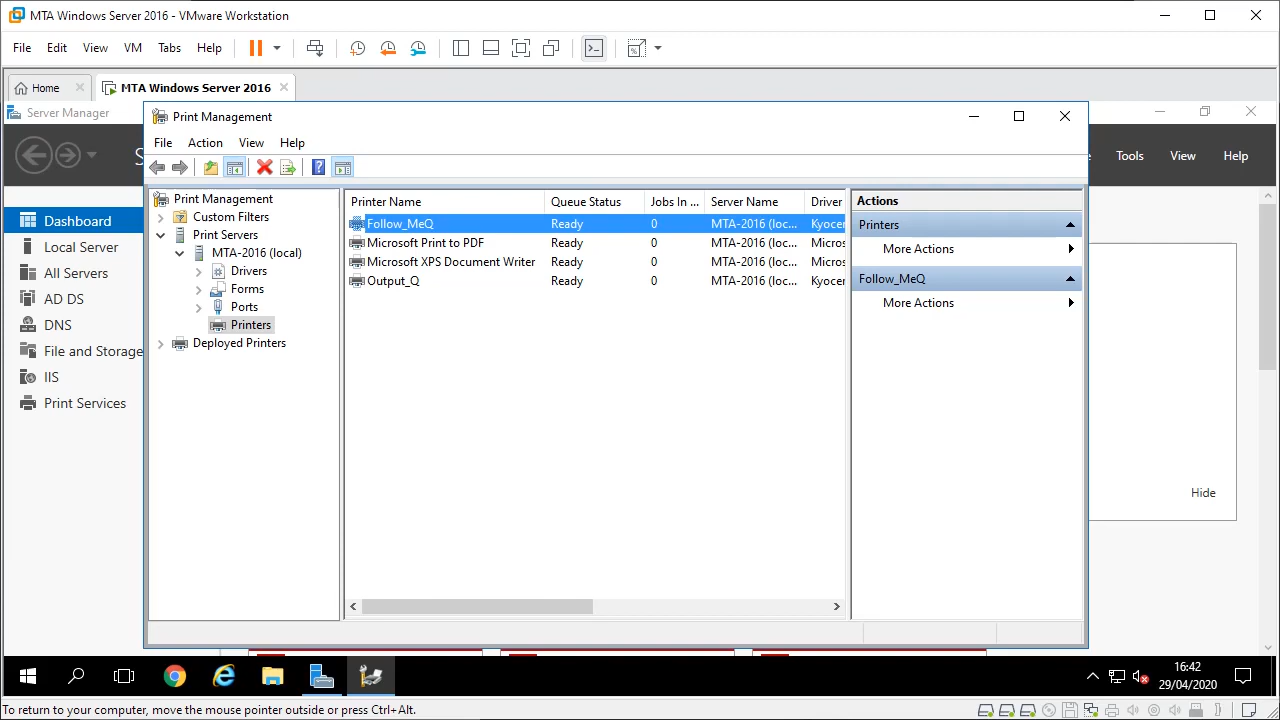 MTA Windows Server 2016 - VMware Workstation
File Edit View VM Tabs Help
Home MTA Windows Server 2016
Server Manager
Print Management
File Action View Help
Tools View Help
Print Management
Custom Filters
Print Servers
MTA-2016 (local)
Drivers
Forms
Ports
Printers
Deployed Printers
Dashboard
Local Server
All Servers
AD DS
DNS
File and Storage
IIS
Print Services
Printer Name Queue Status Jobs In ... Server Name Driver
Follow_MeQ Ready 0 MTA-2016 (loc... Kyocer
Microsoft Print to PDF Ready 0 MTA-2016 (loc... Micros
Microsoft XPS Document Writer Ready 0 MTA-2016 (loc... Micros
Output_Q Ready 0 MTA-2016 (loc... Kyocer
Actions
Printers
More Actions
Follow_MeQ
More Actions
Hide
16:42
29/04/2020
To return to your computer, move the mouse pointer outside or press Ctrl+Alt.